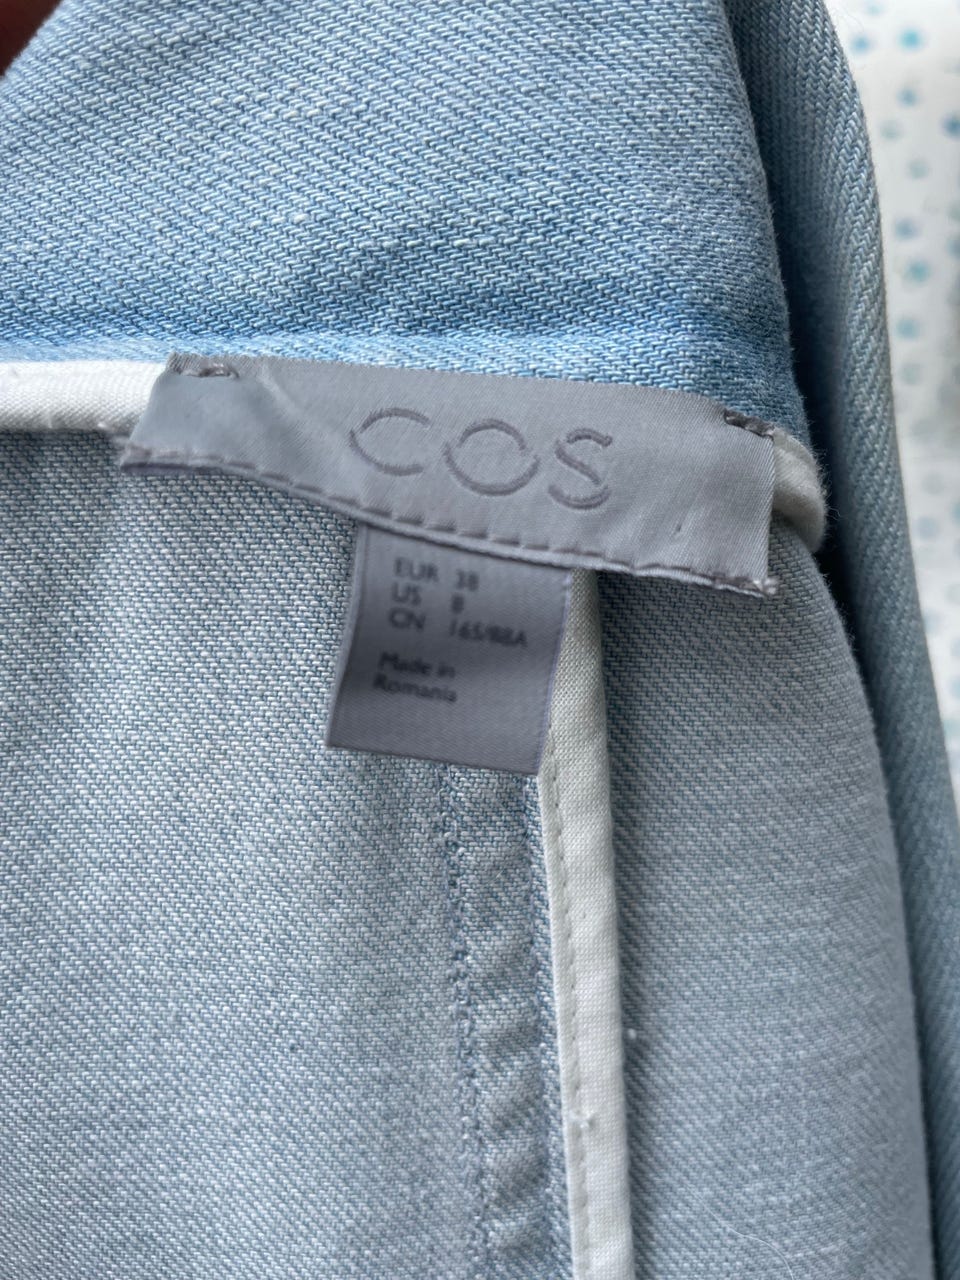 COS
EUR 38
US 8
CN 165/88A
Made in
Romania